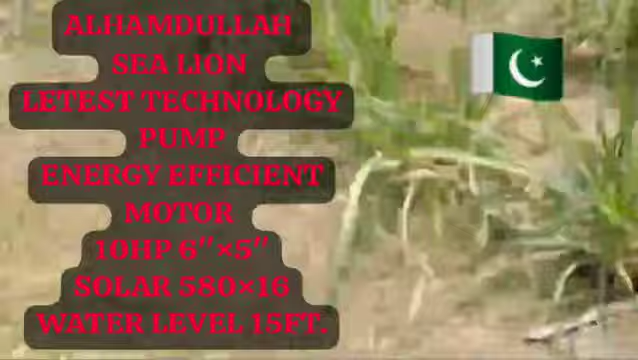 ALHAMDULLAH
SEA LION
LETEST TECHNOLOGY
PUMP
ENERGY EFFICIENT
MOTOR
10HP 6"×5"
SOLAR 580×16
WATER LEVEL 15FT.